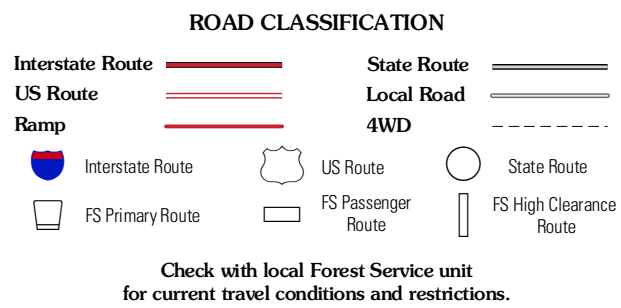 ROAD CLASSIFICATION
Interstate Route
State Route
US Route
Local Road
Ramp
4WD
Interstate Route
US Route
State Route
FS Primary Route
FS Passenger
Route
FS High Clearance
Route
Check with local Forest Service unit
for current travel conditions and restrictions.